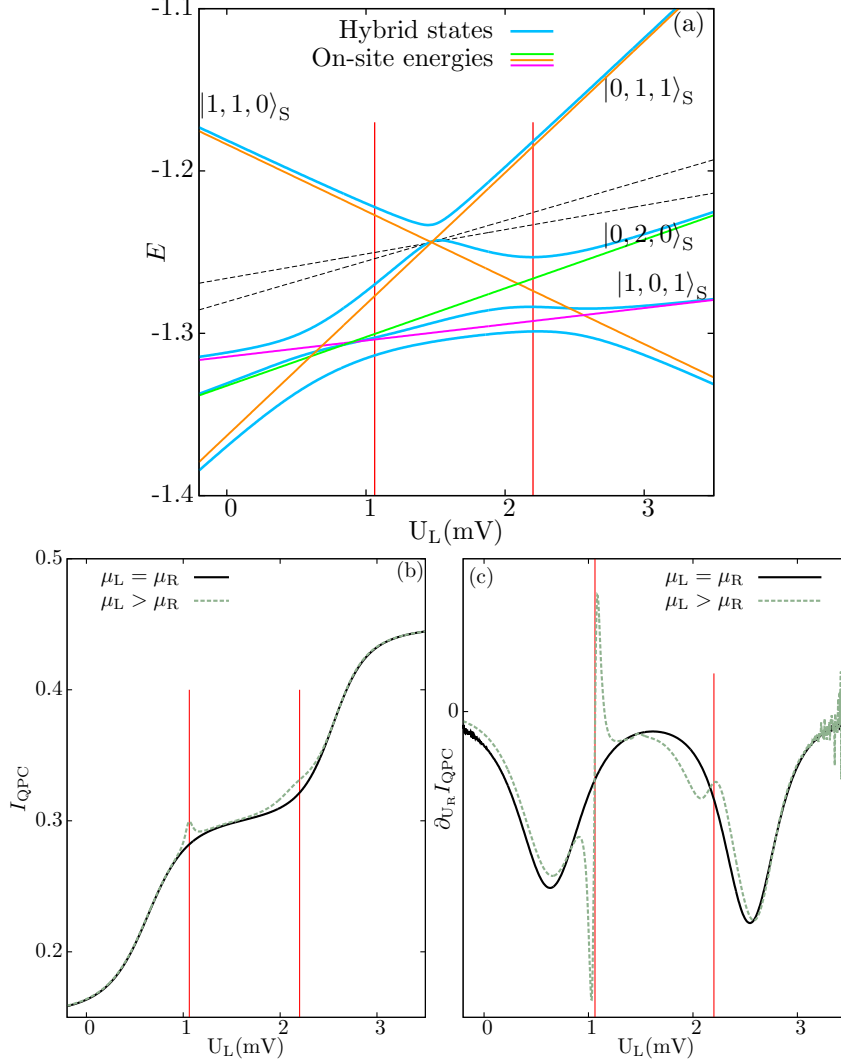 -1.1
(a)
Hybrid states
On-site energies
|1, 1, 0⟩S
|0, 1, 1⟩S
-1.2
E
|0, 2, 0⟩S
|1, 0, 1⟩S
-1.3
-1.4
0 1 2 3
UL(mV)
0.5
μL = μR (b)
μL > μR
0.4
IQPC
0.3
0.2
0 1 2 3
UL(mV)
(c) μL = μR
μL > μR
0
∂UR IQPC
0 1 2 3
UL(mV)